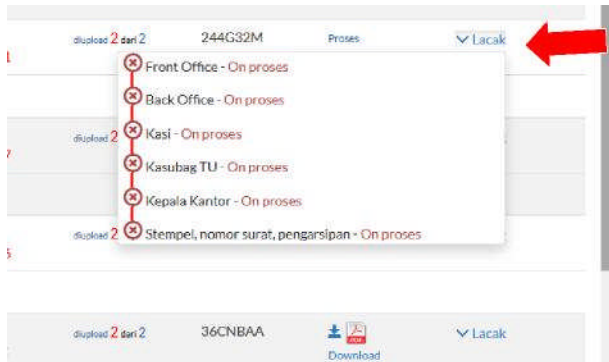 diupload 2 dari 2 244G32M Proses Lacak
1
Front Office - On proses
Back Office - On proses
diupload 2
7
Kasi - On proses
Kasubag TU - On proses
Kepala Kantor - On proses
diupload 2
Stempel, nomor surat, pengarsipan - On proses
diupload 2 dari 2 36CNBAA Lacak
Download